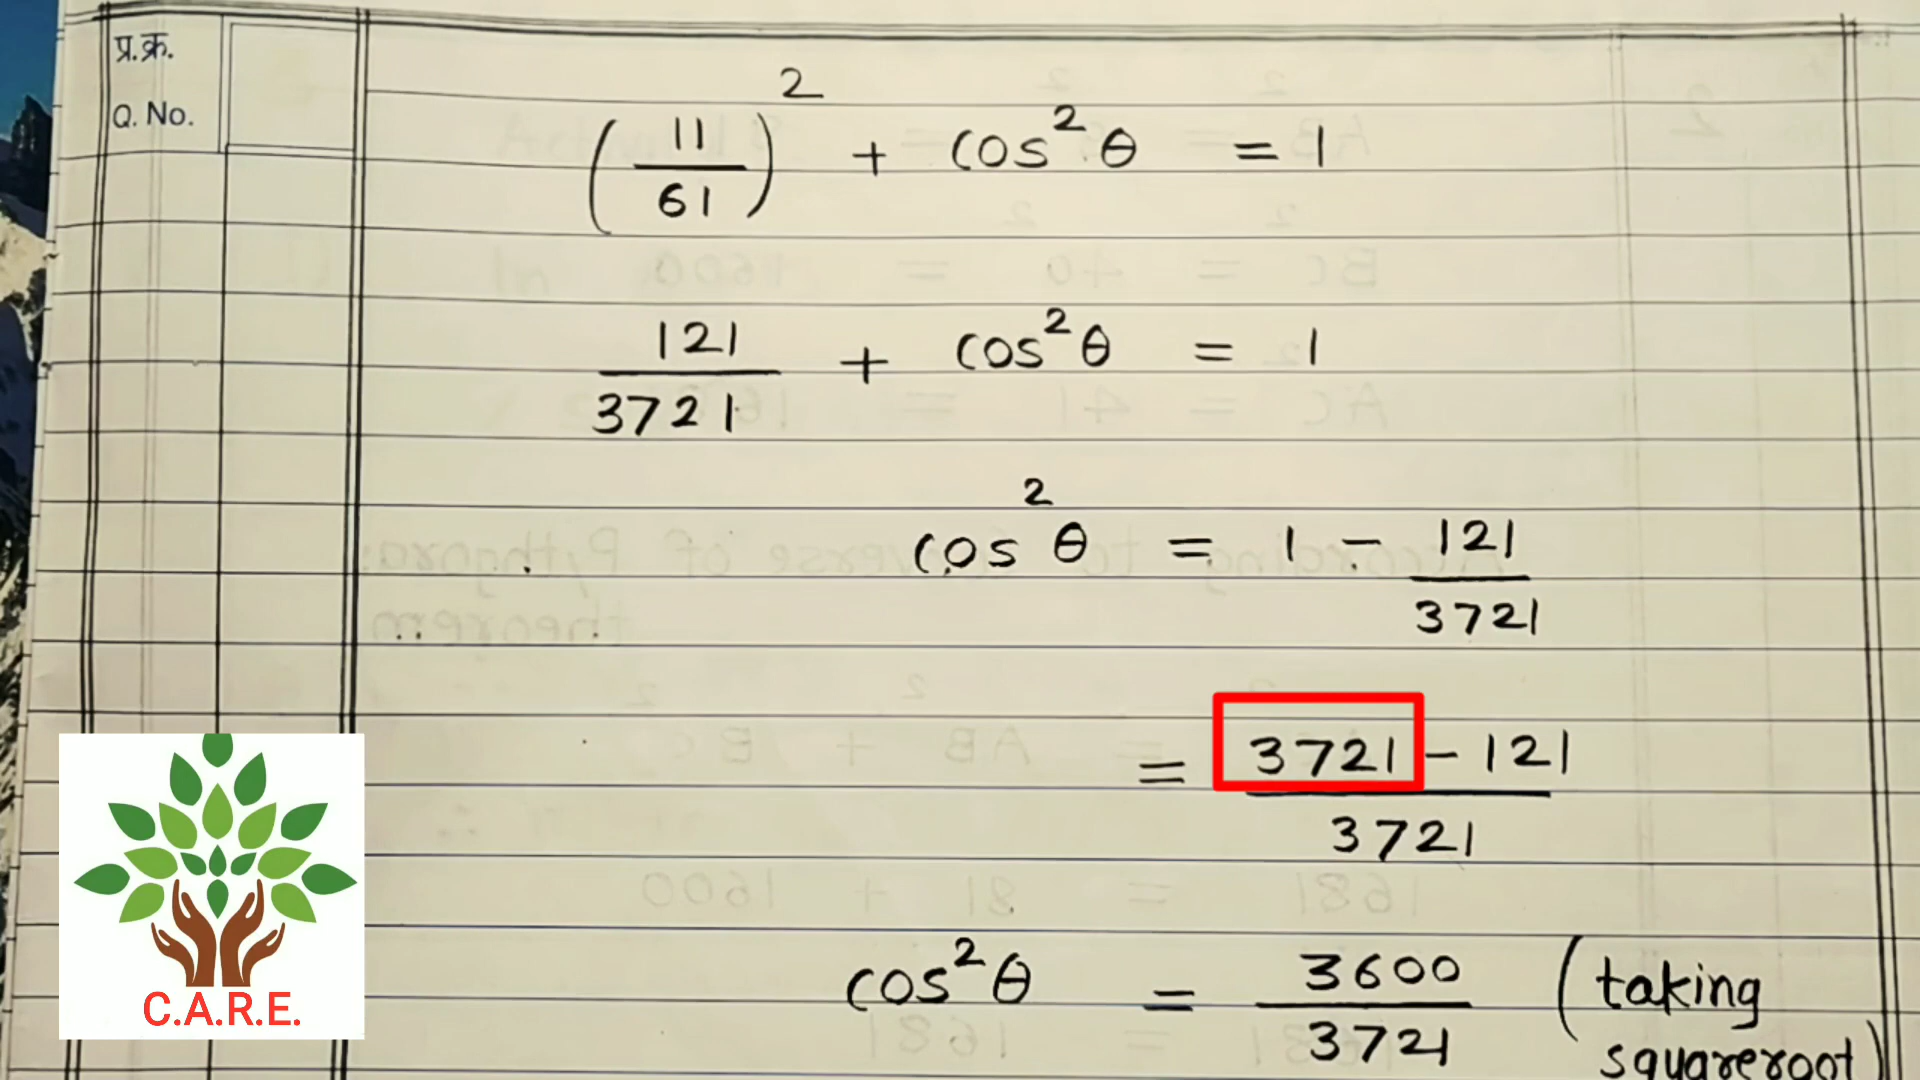 प्र.क्र.
Q. No.
(11/61)² + cos²θ = 1
121/3721 + cos²θ = 1
cos²θ = 1 - 121/3721
= 3721 - 121/3721
cos²θ = 3600/3721 (taking
squareroot)
C.A.R.E.